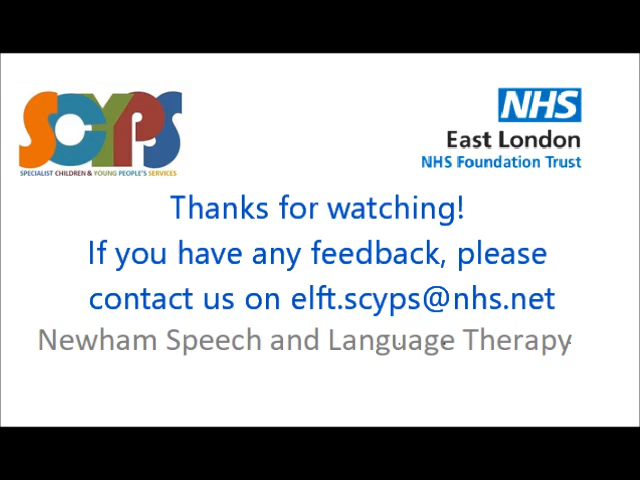 SCYPS
SPECIALIST CHILDREN & YOUNG PEOPLE'S SERVICES
NHS
East London
NHS Foundation Trust
Thanks for watching!
If you have any feedback, please
contact us on elft.scyps@nhs.net
Newham Speech and Language Therapy